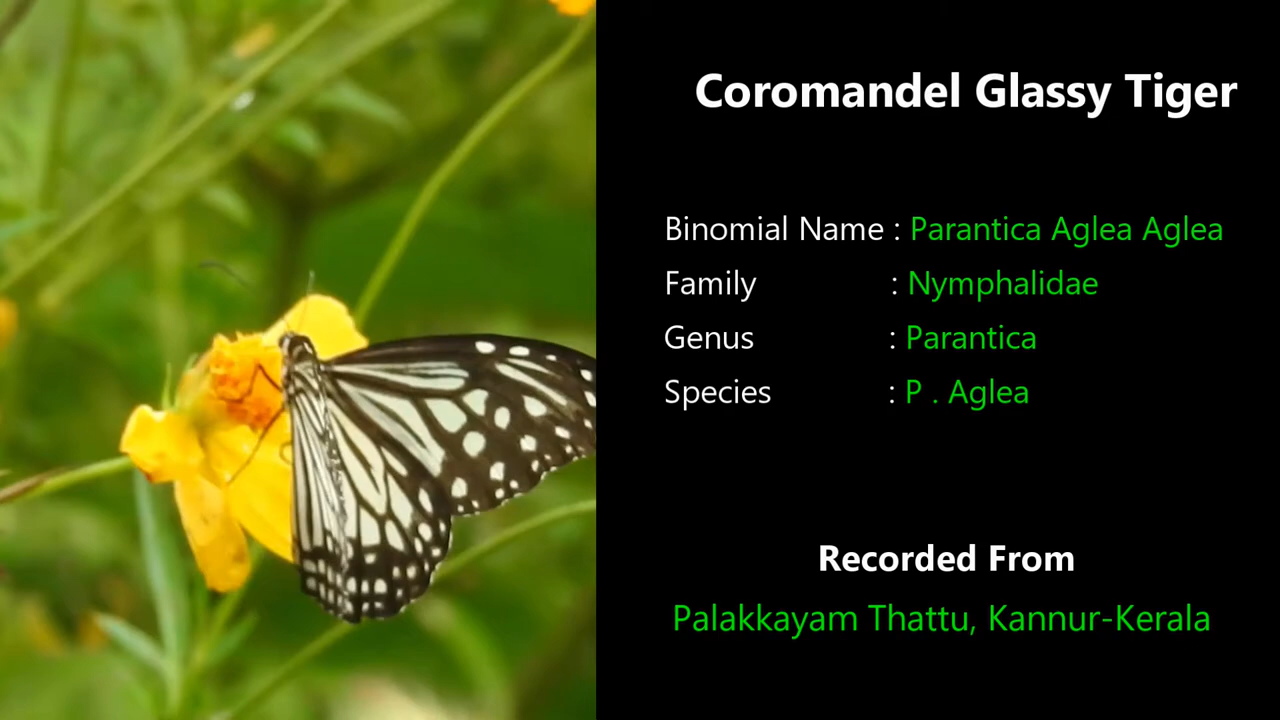 Coromandel Glassy Tiger
Binomial Name : Parantica Aglea Aglea
Family : Nymphalidae
Genus : Parantica
Species : P . Aglea
Recorded From
Palakkayam Thattu, Kannur-Kerala